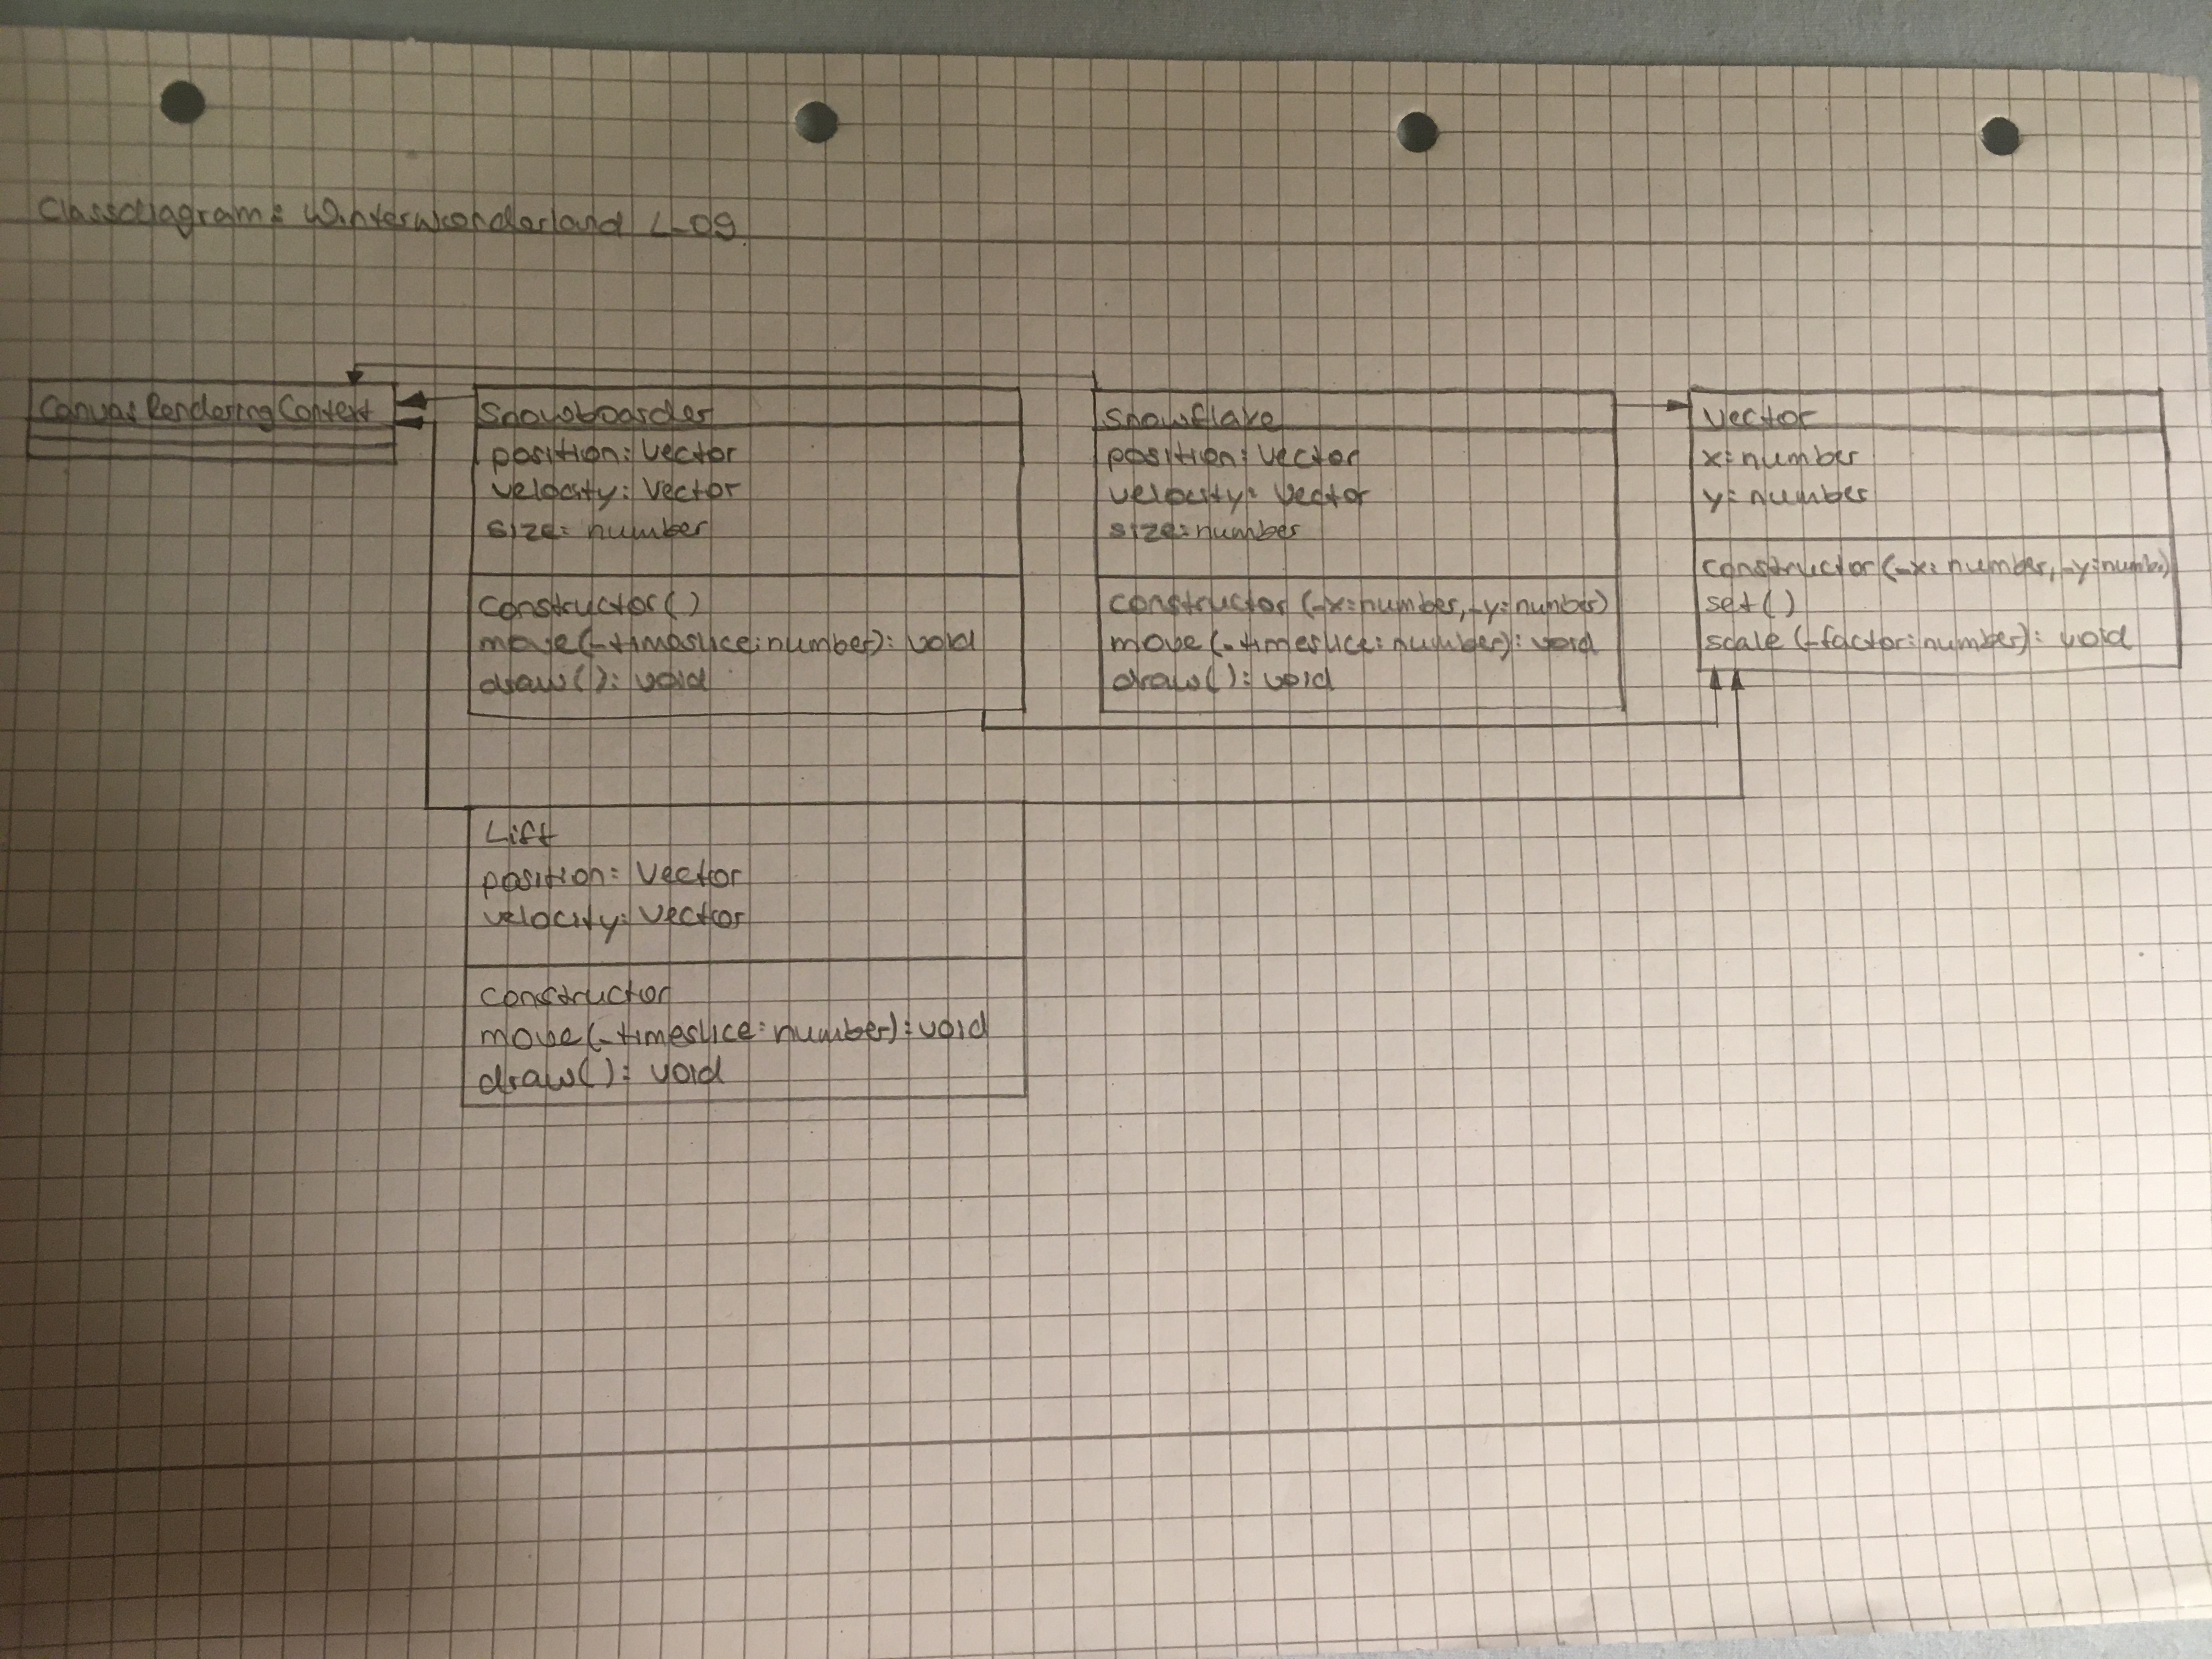 Classdiagram: Winterwonderland L-09
CanvasRenderingContext
Snowboarder
position: Vector
velocity: Vector
size: number
constructor()
move(_timeslice: number): void
draw(): void
Snowflake
position: Vector
velocity: Vector
size: number
constructor (_x: number, _y: number)
move (_timeslice: number): void
draw(): void
Vector
x: number
y: number
constructor (_x: number, _y: numb.)
set()
scale (_factor: number): void
Lift
position: Vector
velocity: Vector
constructor
move(_timeslice: number): void
draw(): void